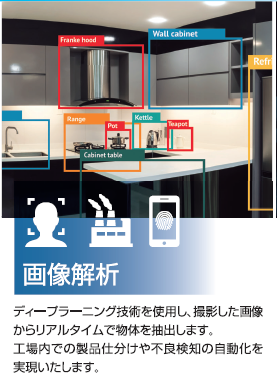 Franke hood
Wall cabinet
Refri
Range
Pot
Kettle
Teapot
Cabinet table
画像解析
ディープラーニング技術を使用し、撮影した画像
からリアルタイムで物体を抽出します。
工場内での製品仕分けや不良検知の自動化を
実現いたします。